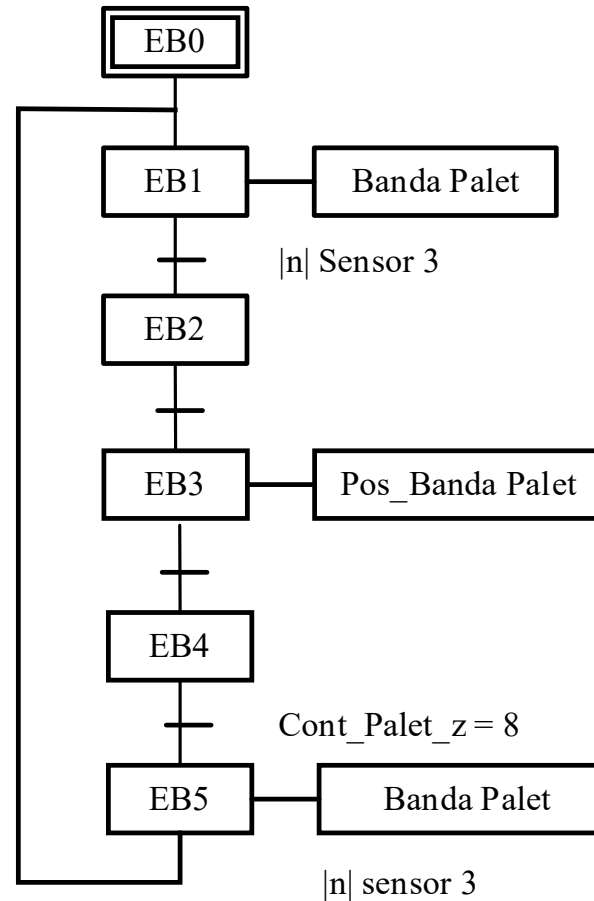 EB0
EB1
Banda Palet
|n| Sensor 3
EB2
EB3
Pos_Banda Palet
EB4
Cont_Palet_z = 8
EB5
Banda Palet
|n| sensor 3